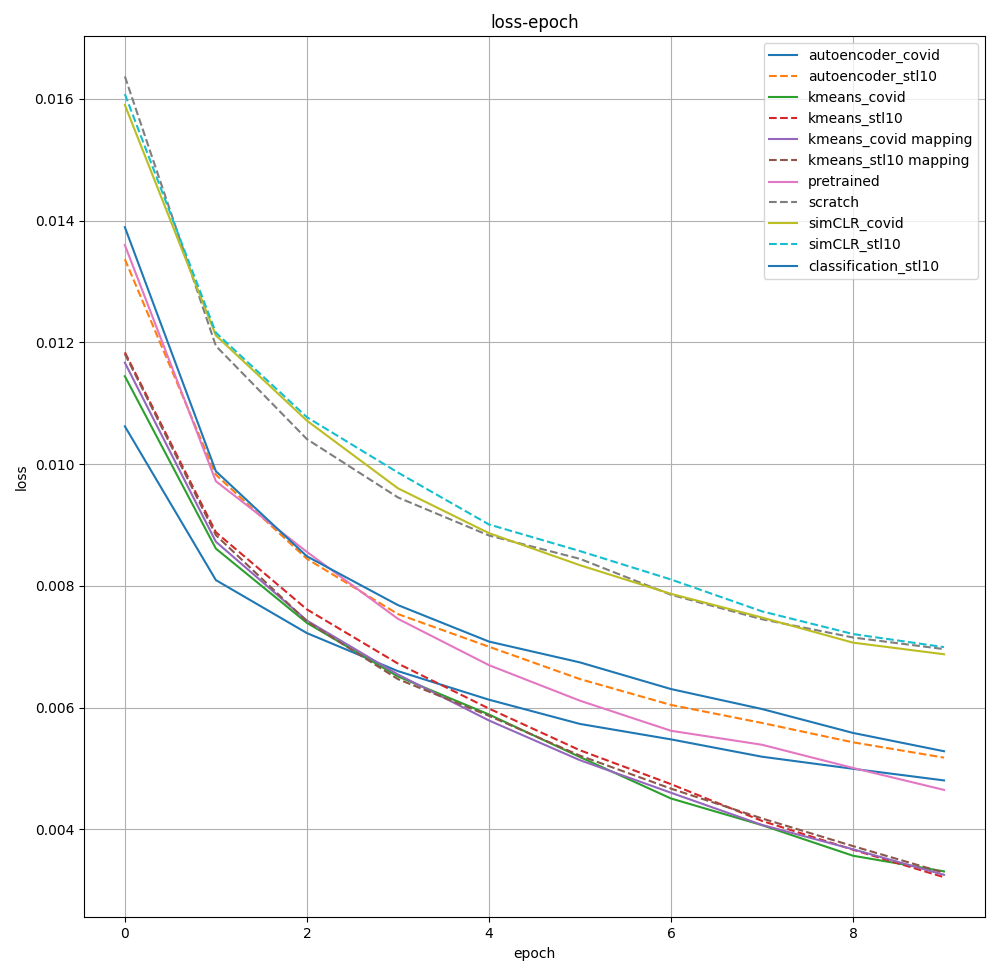 loss-epoch
autoencoder_covid
autoencoder_stl10
kmeans_covid
kmeans_stl10
kmeans_covid mapping
kmeans_stl10 mapping
pretrained
scratch
simCLR_covid
simCLR_stl10
classification_stl10
0.016
0.014
0.012
0.010
0.008
0.006
0.004
loss
0 2 4 6 8
epoch